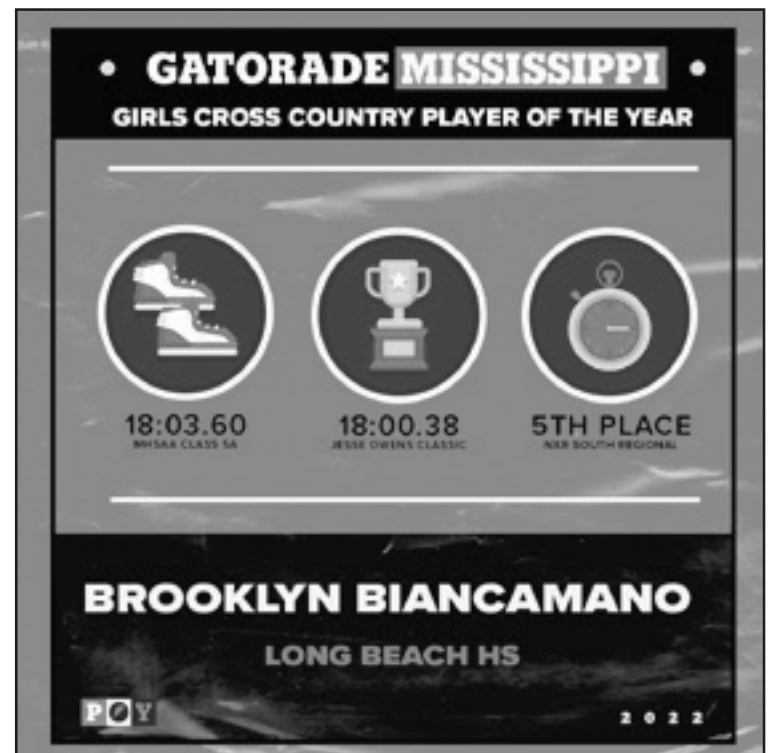 • GATORADE MISSISSIPPI •
GIRLS CROSS COUNTRY PLAYER OF THE YEAR
18:03.60
MHSAA CLASS 5A
18:00.38
JESSE OWENS CLASSIC
5TH PLACE
NXR SOUTH REGIONAL
BROOKLYN BIANCAMANO
LONG BEACH HS
POY
2022